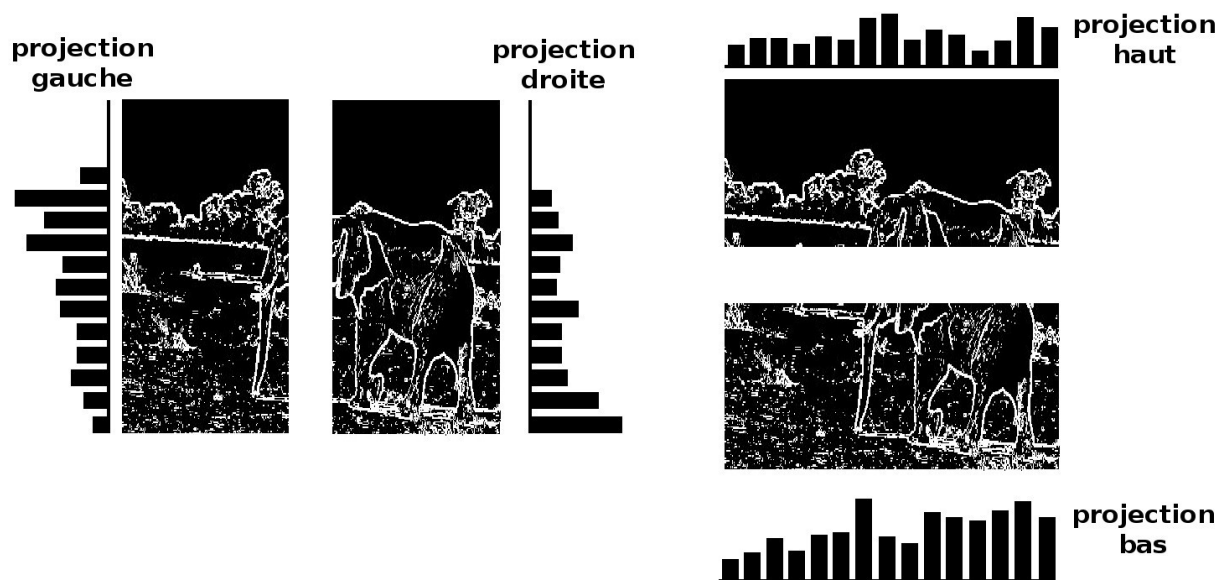 projection
gauche
projection
droite
projection
haut
projection
bas